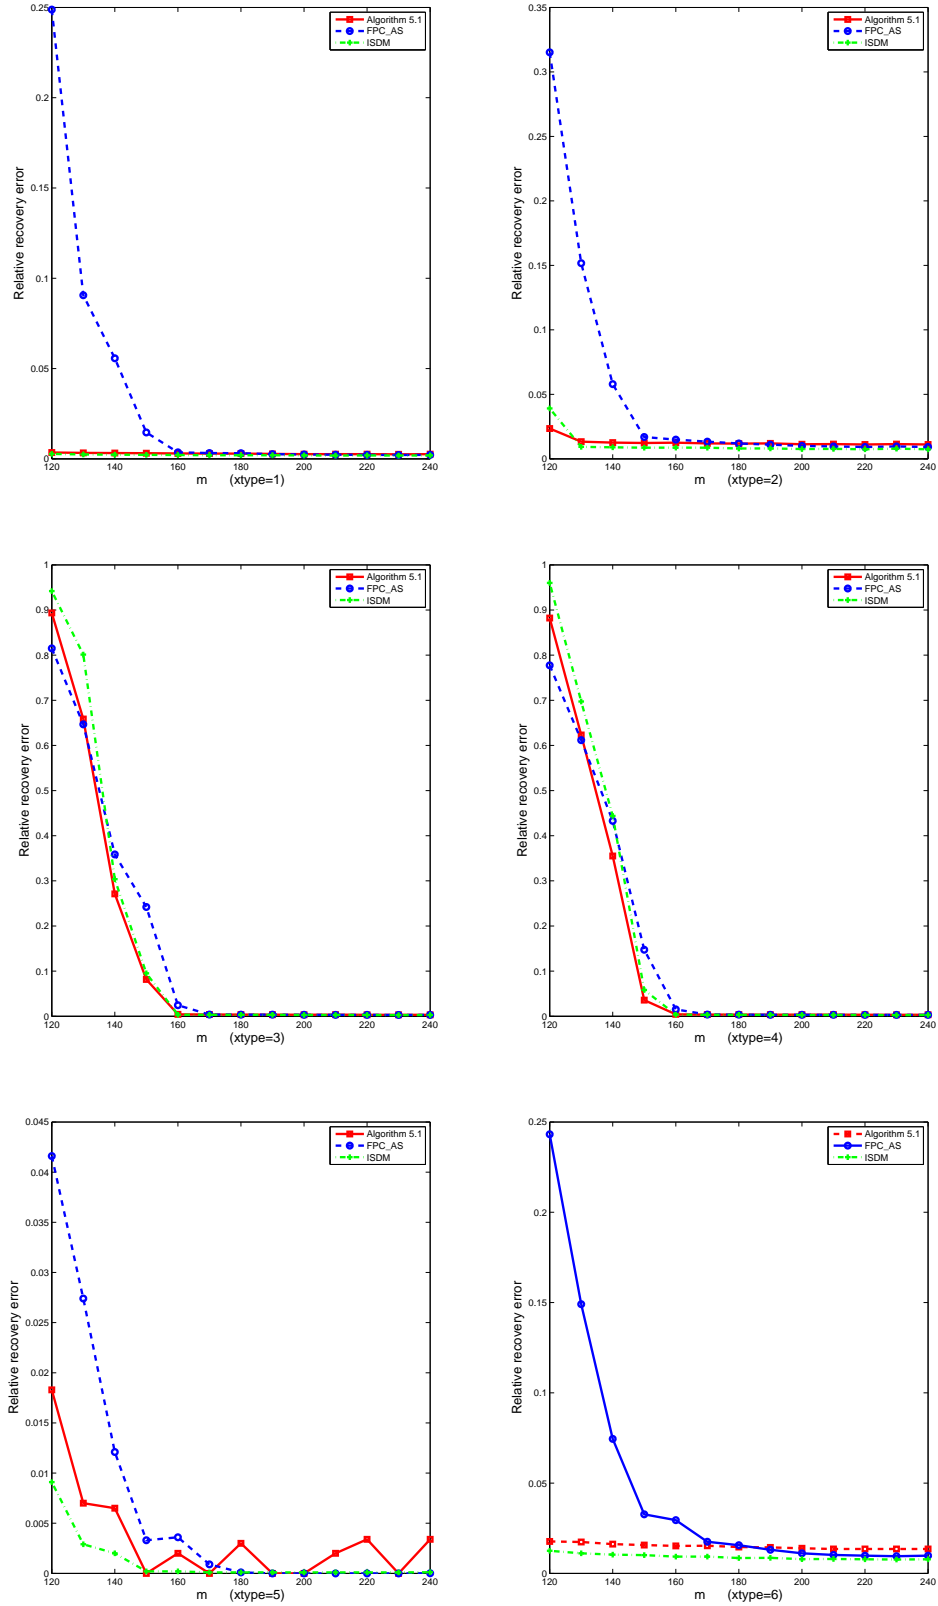 0.25
0.2
0.15
0.1
0.05
0
Relative recovery error
120 140 160 180 200 220 240
m (xtype=1)
Algorithm 5.1
FPC_AS
ISDM
0.35
0.3
0.25
0.2
0.15
0.1
0.05
0
Relative recovery error
120 140 160 180 200 220 240
m (xtype=2)
Algorithm 5.1
FPC_AS
ISDM
1
0.9
0.8
0.7
0.6
0.5
0.4
0.3
0.2
0.1
0
Relative recovery error
120 140 160 180 200 220 240
m (xtype=3)
Algorithm 5.1
FPC_AS
ISDM
1
0.9
0.8
0.7
0.6
0.5
0.4
0.3
0.2
0.1
0
Relative recovery error
120 140 160 180 200 220 240
m (xtype=4)
Algorithm 5.1
FPC_AS
ISDM
0.045
0.04
0.035
0.03
0.025
0.02
0.015
0.01
0.005
0
Relative recovery error
120 140 160 180 200 220 240
m (xtype=5)
Algorithm 5.1
FPC_AS
ISDM
0.25
0.2
0.15
0.1
0.05
0
Relative recovery error
120 140 160 180 200 220 240
m (xtype=6)
Algorithm 5.1
FPC_AS
ISDM